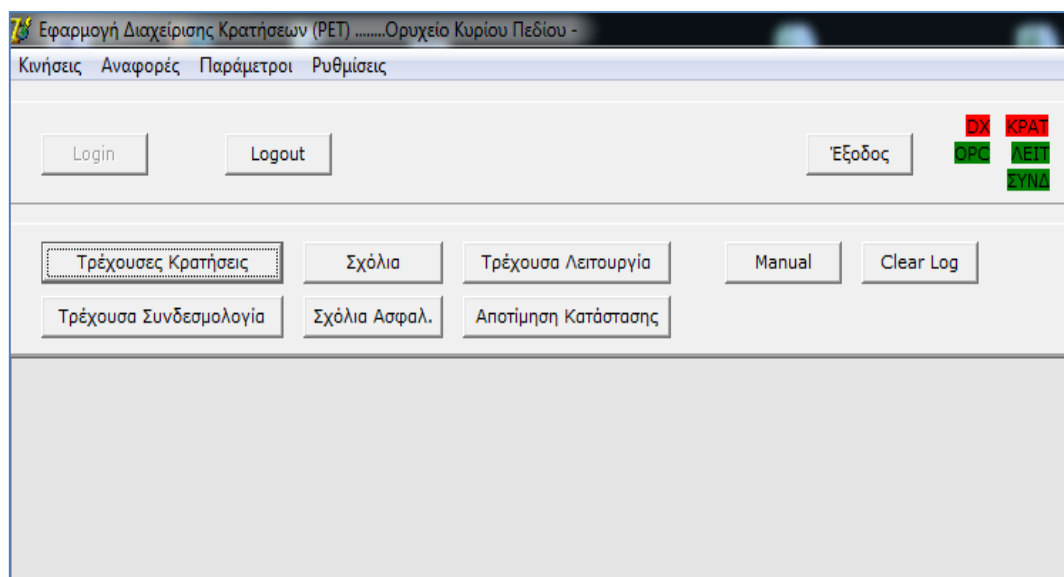 Εφαρμογή Διαχείρισης Κρατήσεων (PET) ........Ορυχείο Κυρίου Πεδίου -
Κινήσεις Αναφορές Παράμετροι Ρυθμίσεις
Login Logout Έξοδος
DX ΚΡΑΤ
OPC ΛΕΙΤ
ΣΥΝΔ
Τρέχουσες Κρατήσεις Σχόλια Τρέχουσα Λειτουργία Manual Clear Log
Τρέχουσα Συνδεσμολογία Σχόλια Ασφαλ. Αποτίμηση Κατάστασης